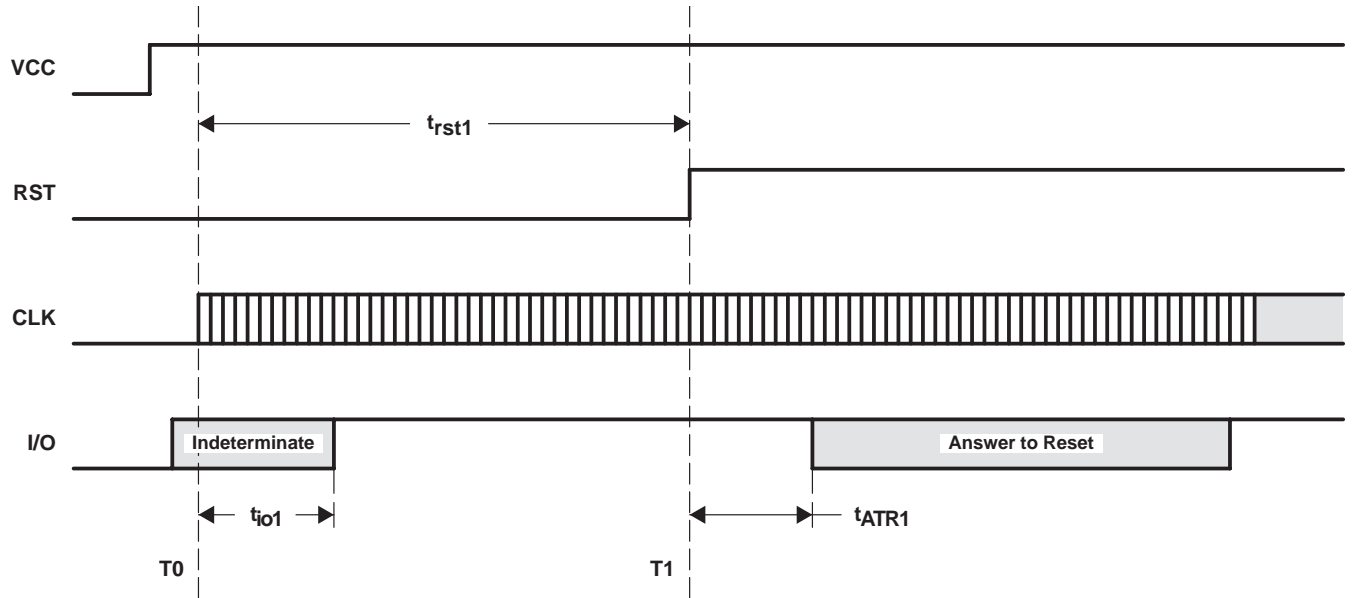 VCC
trst1
RST
CLK
I/O
Indeterminate
Answer to Reset
tio1
tATR1
T0
T1